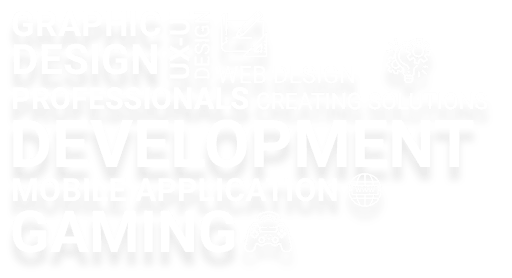 GRAPHIC
DESIGN
UX-UI
DESIGN
WEB DESIGN
PROFESSIONALS CREATING SOLUTIONS
DEVELOPMENT
MOBILE APPLICATION
GAMING